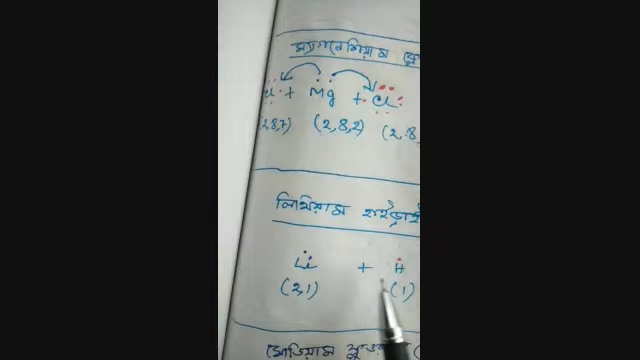 ম্যাগনেশিয়াম
Cl + Mg + Cl
2,8,7) (2,8,2) (2,8
লিথিয়াম হাইড্রাই
Li + H
(2,1) (1)
সোডিয়াম